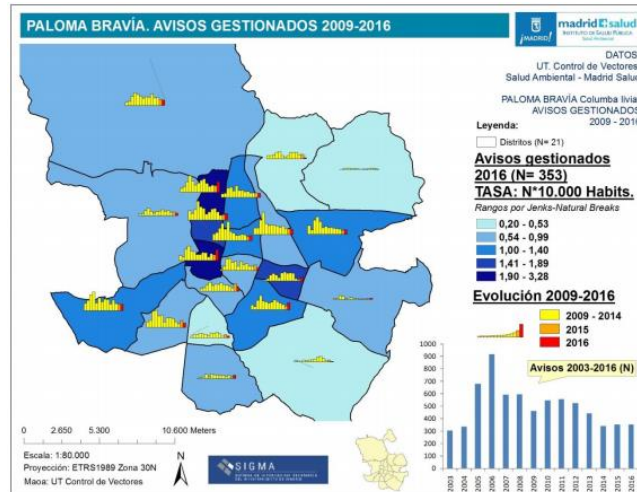 PALOMA BRAVÍA. AVISOS GESTIONADOS 2009-2016
¡MADRID!
madrid salud
INSTITUTO DE SALUD PÚBLICA
Salud Ambiental
DATOS
UT. Control de Vectores
Salud Ambiental - Madrid Salud
PALOMA BRAVÍA Columba livia
AVISOS GESTIONADOS
2009 - 2016
Leyenda:
Distritos (N= 21)
Avisos gestionados
2016 (N= 353)
TASA: N*10.000 Habits.
Rangos por Jenks-Natural Breaks
0,20 - 0,53
0,54 - 0,99
1,00 - 1,40
1,41 - 1,89
1,90 - 3,28
Evolución 2009-2016
2009 - 2014
2015
2016
Avisos 2003-2016 (N)
1000
900
800
700
600
500
400
300
200
100
0
2003
2004
2005
2006
2007
2008
2009
2010
2011
2012
2013
2014
2015
2016
0 2.650 5.300 10.600 Meters
Escala: 1:80.000
Proyección: ETRS1989 Zona 30N
Mapa: UT Control de Vectores
N
SIGMA